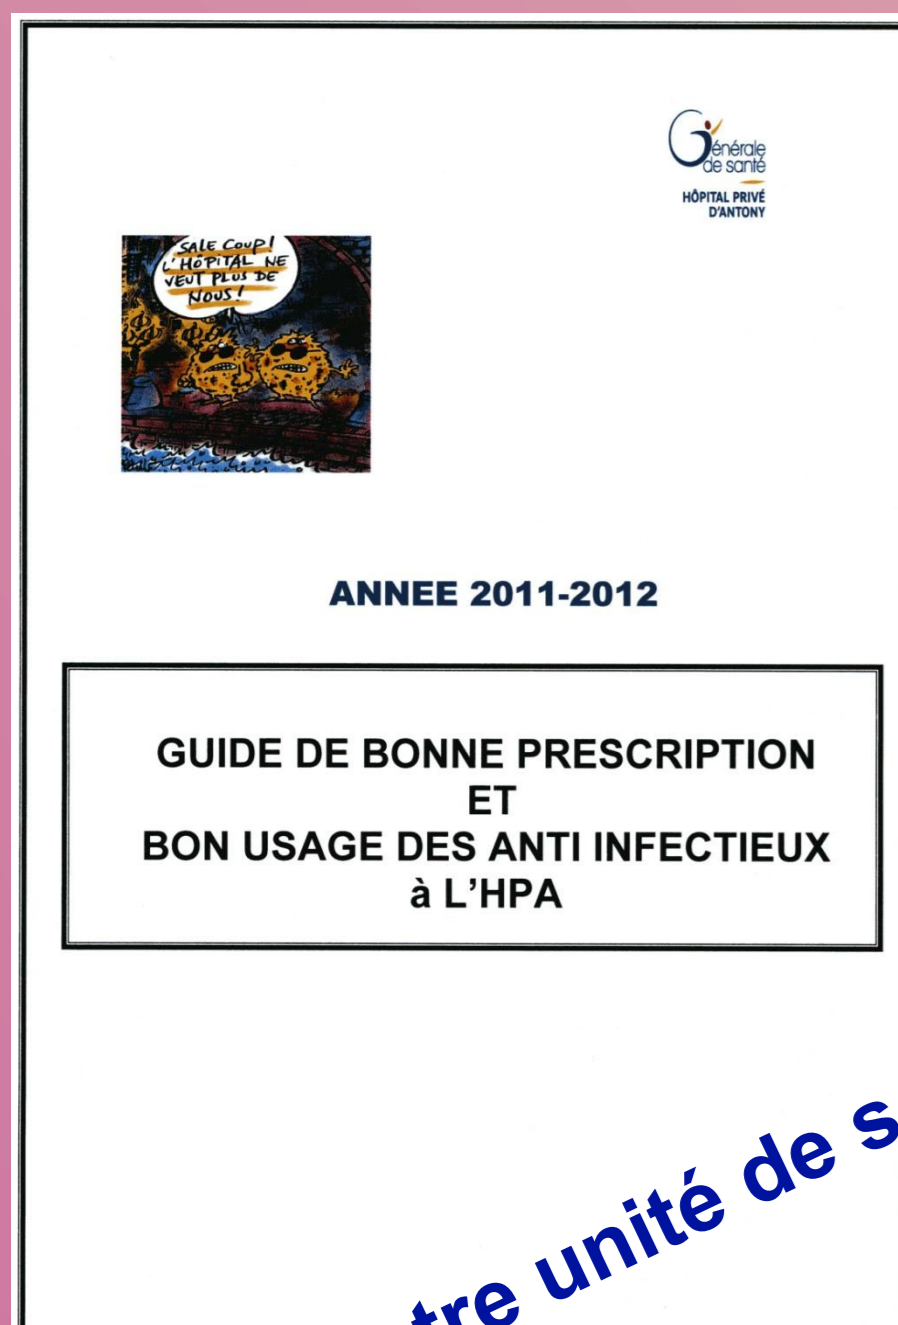 Générale
de santé
HÔPITAL PRIVÉ
D'ANTONY
SALE COUP!
L'HÔPITAL NE
VEUT PLUS DE
NOUS!
ANNEE 2011-2012
GUIDE DE BONNE PRESCRIPTION
ET
BON USAGE DES ANTI INFECTIEUX
à L'HPA
tre unité de s